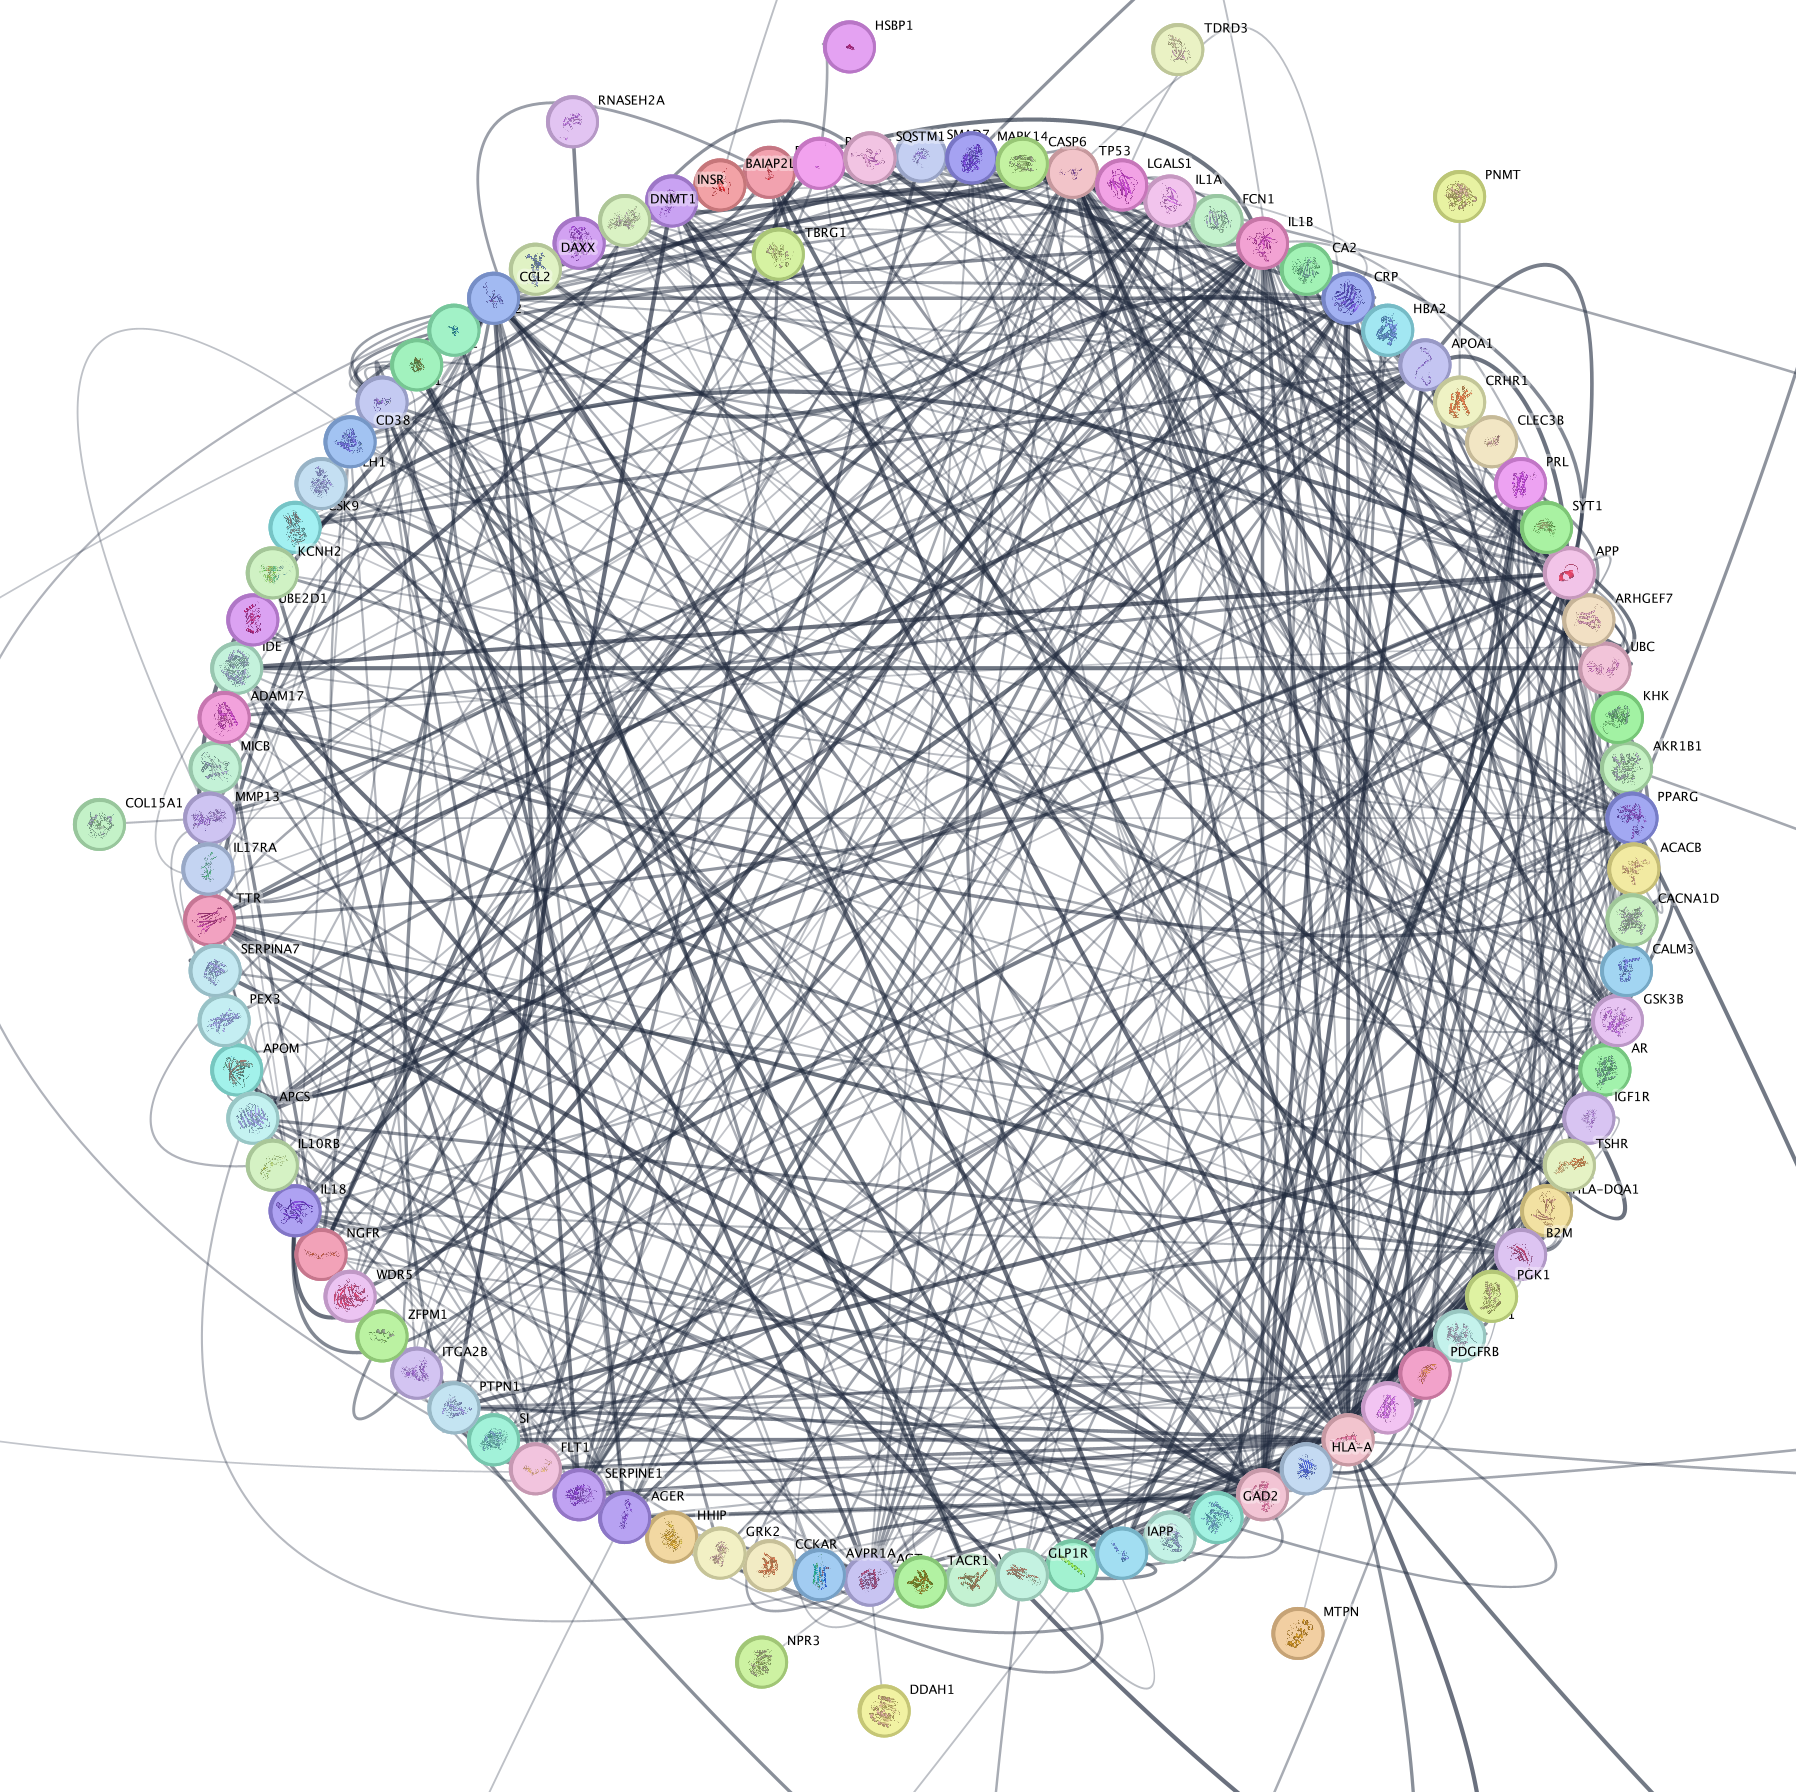 HSBP1
TDRD3
RNASEH2A
PNMT
SQSTM1
MAPK14
CASP6
TP53
LGALS1
IL1A
FCN1
IL1B
CA2
CRP
HBA2
APOA1
CRHR1
CLEC3B
PRL
SYT1
APP
ARHGEF7
UBC
KHK
AKR1B1
PPARG
ACACB
CACNA1D
CALM3
GSK3B
AR
IGF1R
TSHR
HLA-DQA1
B2M
PGK1
PDGFRB
HLA-A
GAD2
IAPP
GLP1R
TACR1
AVPR1A
CCKAR
GRK2
HHIP
AGER
SERPINE1
FLT1
SI
PTPN1
ITGA2B
ZFPM1
WDR5
NGFR
IL18
IL10RB
APCS
APOM
PEX3
SERPINA7
TTR
IL17RA
MMP13
COL15A1
MICB
ADAM17
IDE
UBE2D1
KCNH2
CD38
CCL2
DAXX
DNMT1
INSR
TBRG1
MTPN
NPR3
DDAH1